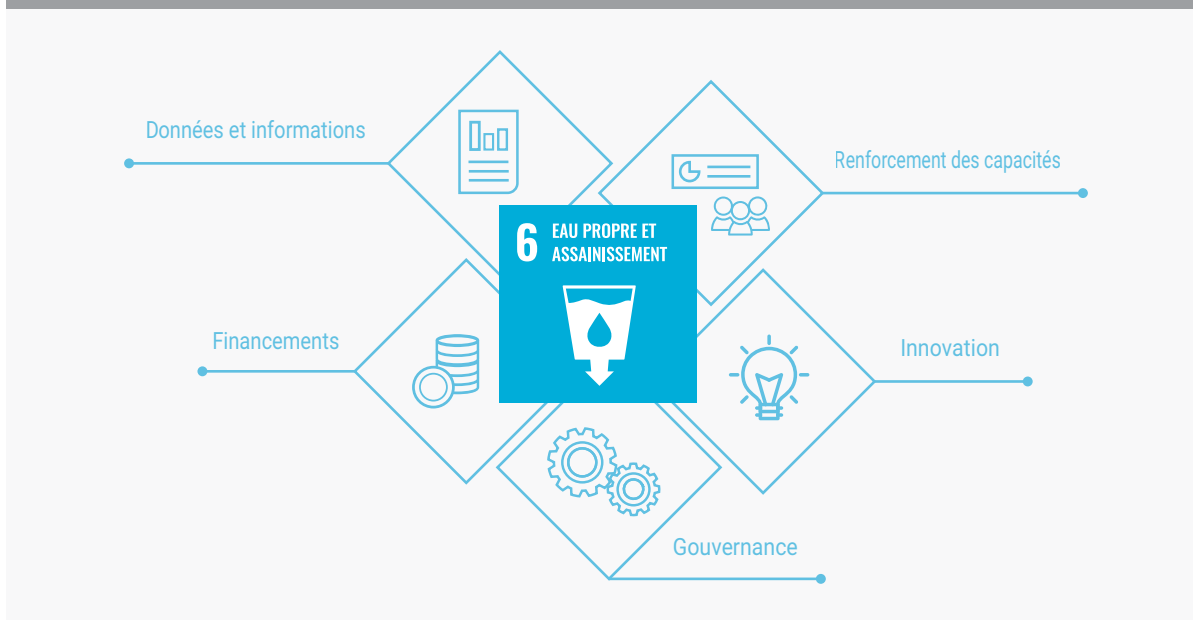 Données et informations
Renforcement des capacités
6 EAU PROPRE ET
ASSAINISSEMENT
Financements
Innovation
Gouvernance